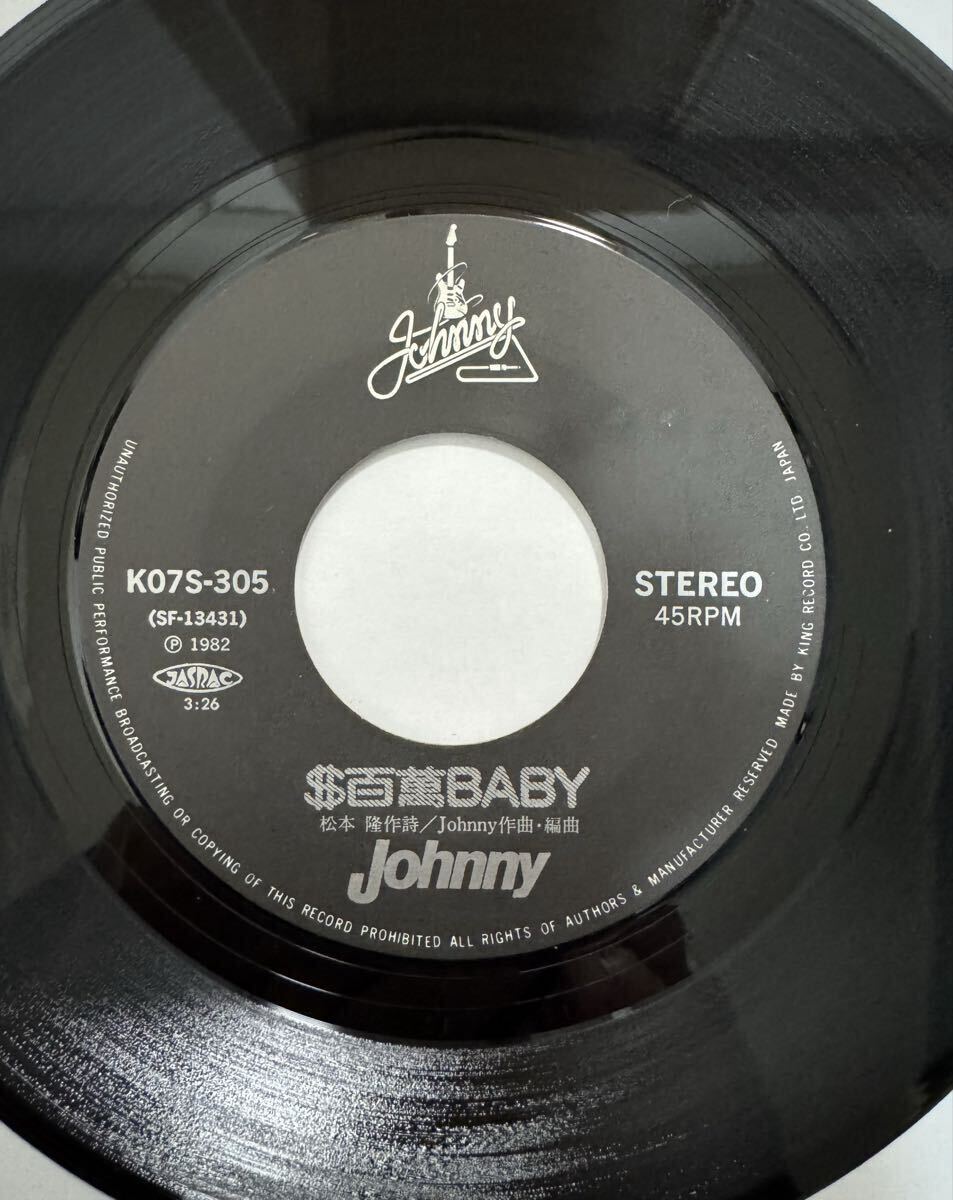 Johnny
K07S-305
(SF-13431)
Ⓟ 1982
JASRAC
3:26
STEREO
45RPM
$百萬BABY
松本 隆作詩／Johnny作曲・編曲
Johnny
UNAUTHORIZED PUBLIC PERFORMANCE BROADCASTING OR COPYING OF THIS RECORD PROHIBITED ALL RIGHTS OF AUTHORS & MANUFACTURER RESERVED MADE BY KING RECORD CO. LTD JAPAN